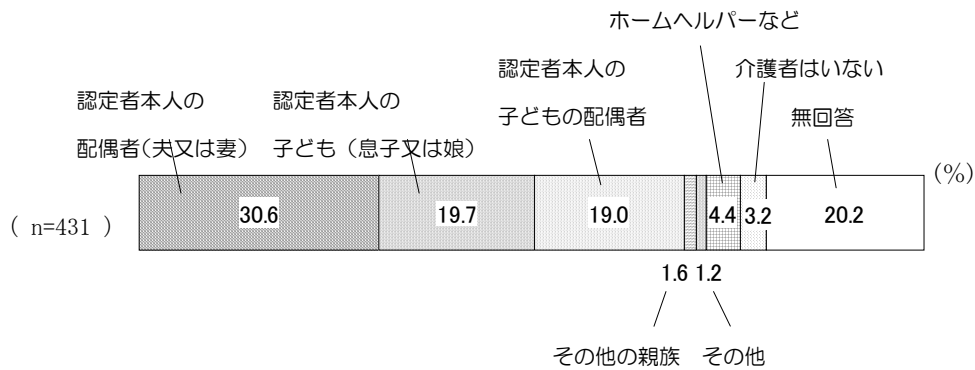 ホームヘルパーなど
認定者本人の
子どもの配偶者
介護者はいない
認定者本人の
配偶者(夫又は妻)
認定者本人の
子ども(息子又は娘)
無回答
(%)
( n=431 )
30.6
19.7
19.0
4.4
3.2
20.2
1.6
1.2
その他の親族
その他